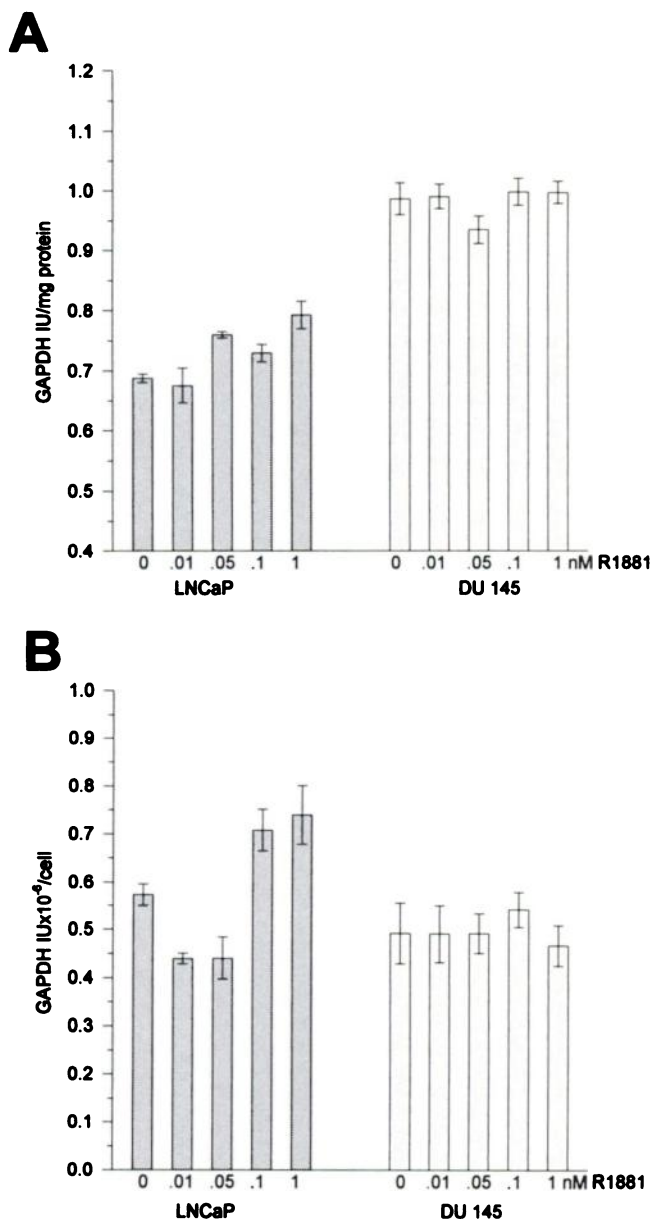 A
1.2
1.1
1.0
0.9
0.8
0.7
0.6
0.5
0.4
GAPDH IU/mg protein
0 .01 .05 .1 1 0 .01 .05 .1 1 nM R1881
LNCaP DU 145
B
1.0
0.9
0.8
0.7
0.6
0.5
0.4
0.3
0.2
0.1
0.0
GAPDH IUx10⁻⁶/cell
0 .01 .05 .1 1 0 .01 .05 .1 1 nM R1881
LNCaP DU 145